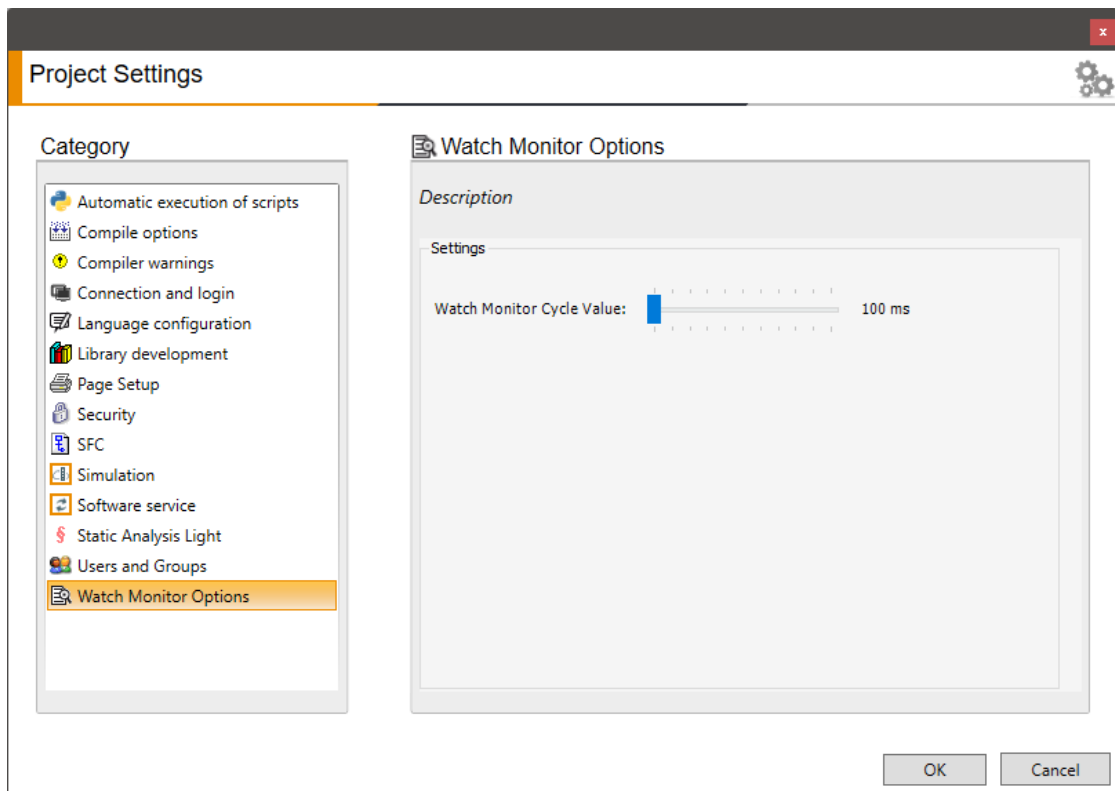 x
Project Settings
Category
Automatic execution of scripts
Compile options
Compiler warnings
Connection and login
Language configuration
Library development
Page Setup
Security
SFC
Simulation
Software service
Static Analysis Light
Users and Groups
Watch Monitor Options
Watch Monitor Options
Description
Settings
Watch Monitor Cycle Value: 100 ms
OK Cancel